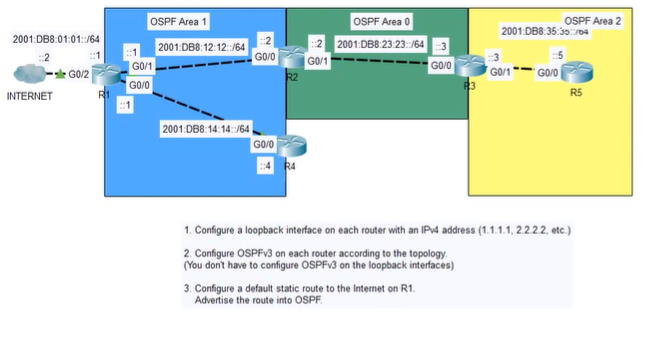 OSPF Area 1
OSPF Area 0
OSPF Area 2
2001:DB8:01:01::/64
::2
::1
G0/2
INTERNET
R1
::1
G0/1
2001:DB8:12:12::/64
::2
G0/0
R2
::2
G0/1
2001:DB8:23:23::/64
::3
G0/0
R3
2001:DB8:35:35::/64
::3
G0/1
::5
G0/0
R5
G0/0
::1
2001:DB8:14:14::/64
G0/0
::4
R4
1. Configure a loopback interface on each router with an IPv4 address (1.1.1.1, 2.2.2.2, etc.)
2. Configure OSPFv3 on each router according to the topology.
(You don't have to configure OSPFv3 on the loopback interfaces)
3. Configure a default static route to the Internet on R1.
Advertise the route into OSPF.